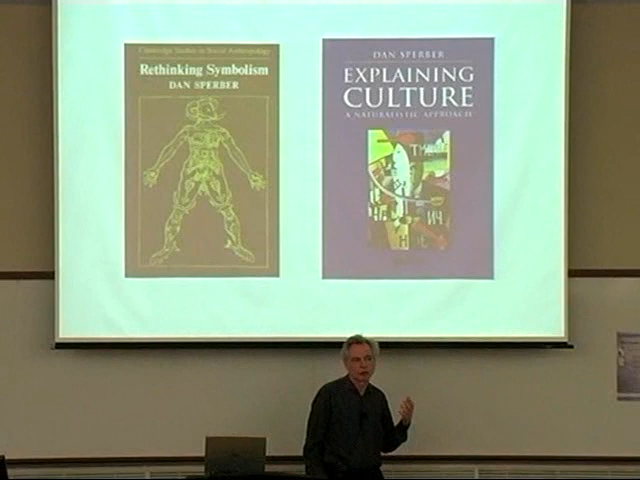 Cambridge Studies in Social Anthropology
Rethinking Symbolism
DAN SPERBER
DAN SPERBER
EXPLAINING
CULTURE
A NATURALISTIC APPROACH